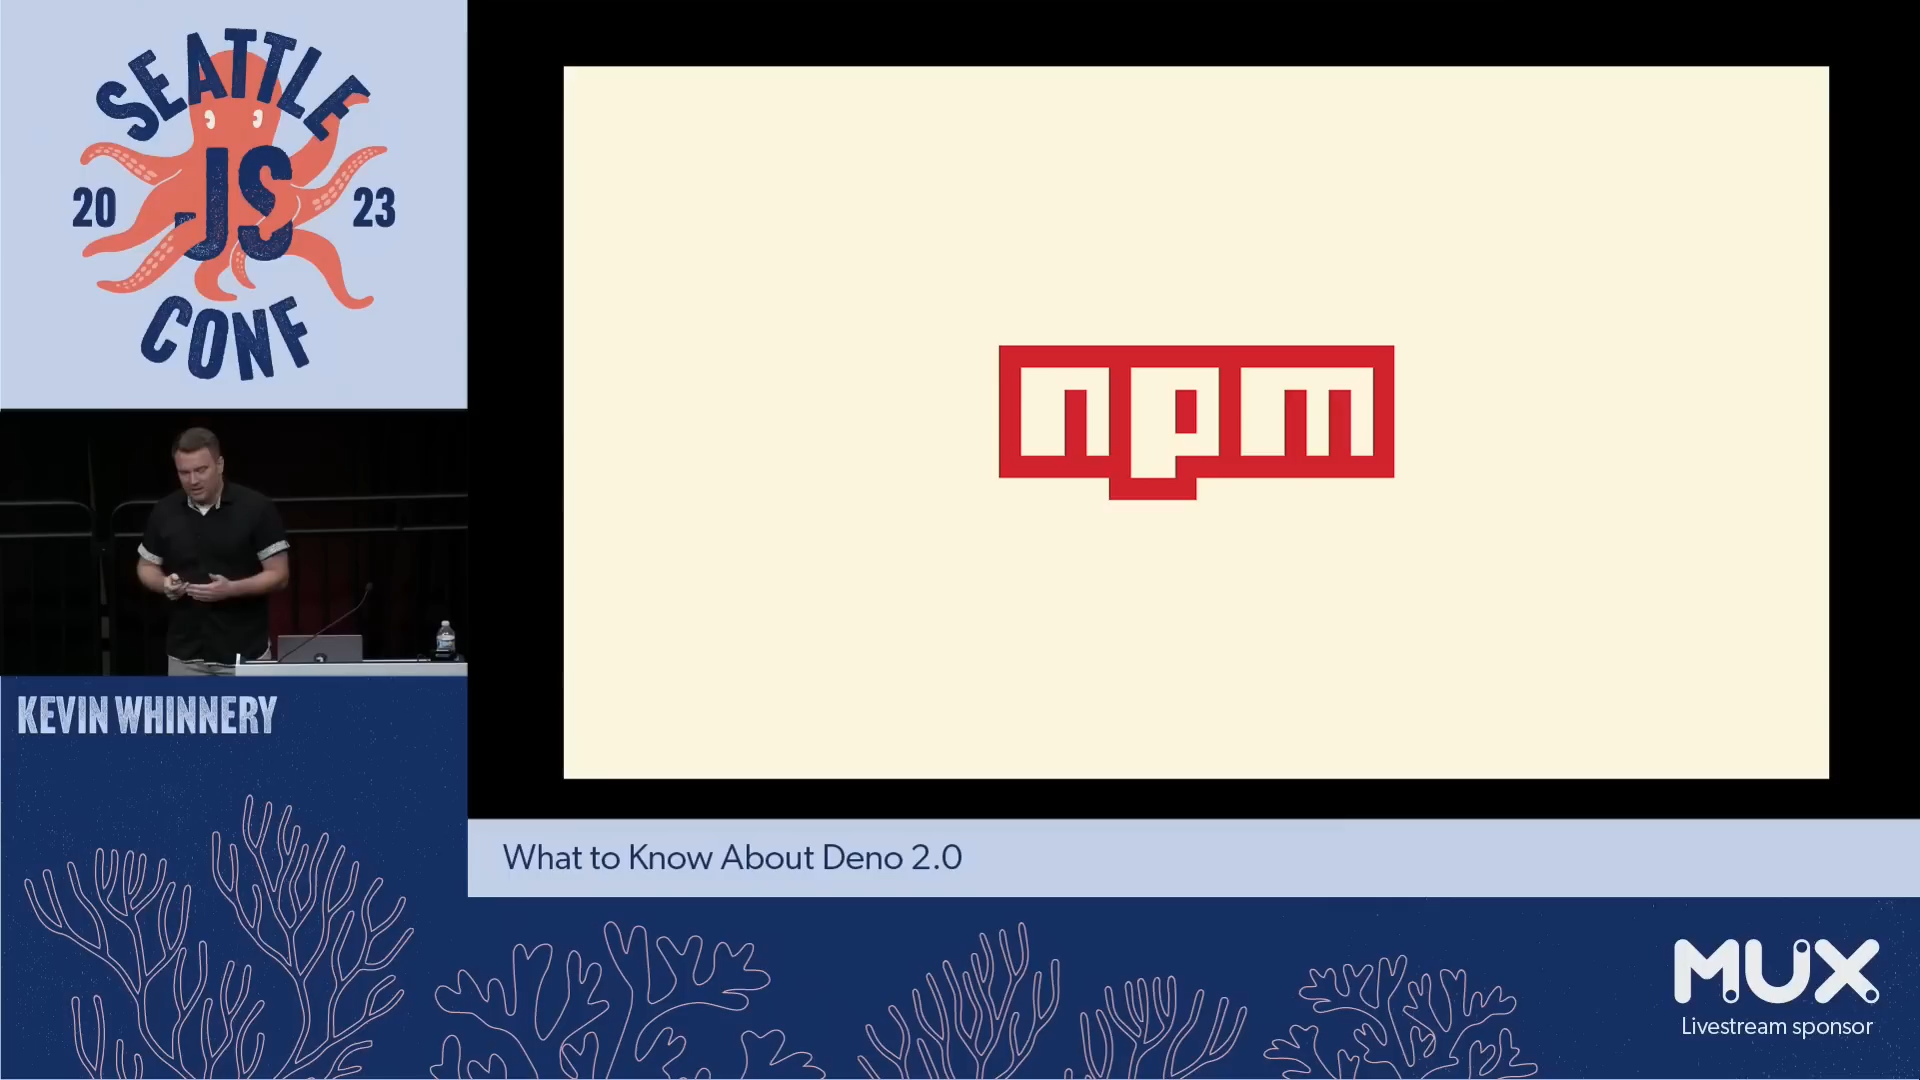 SEATTLE
JS
20 23
CONF
npm
KEVIN WHINNERY
What to Know About Deno 2.0
MUX
Livestream sponsor